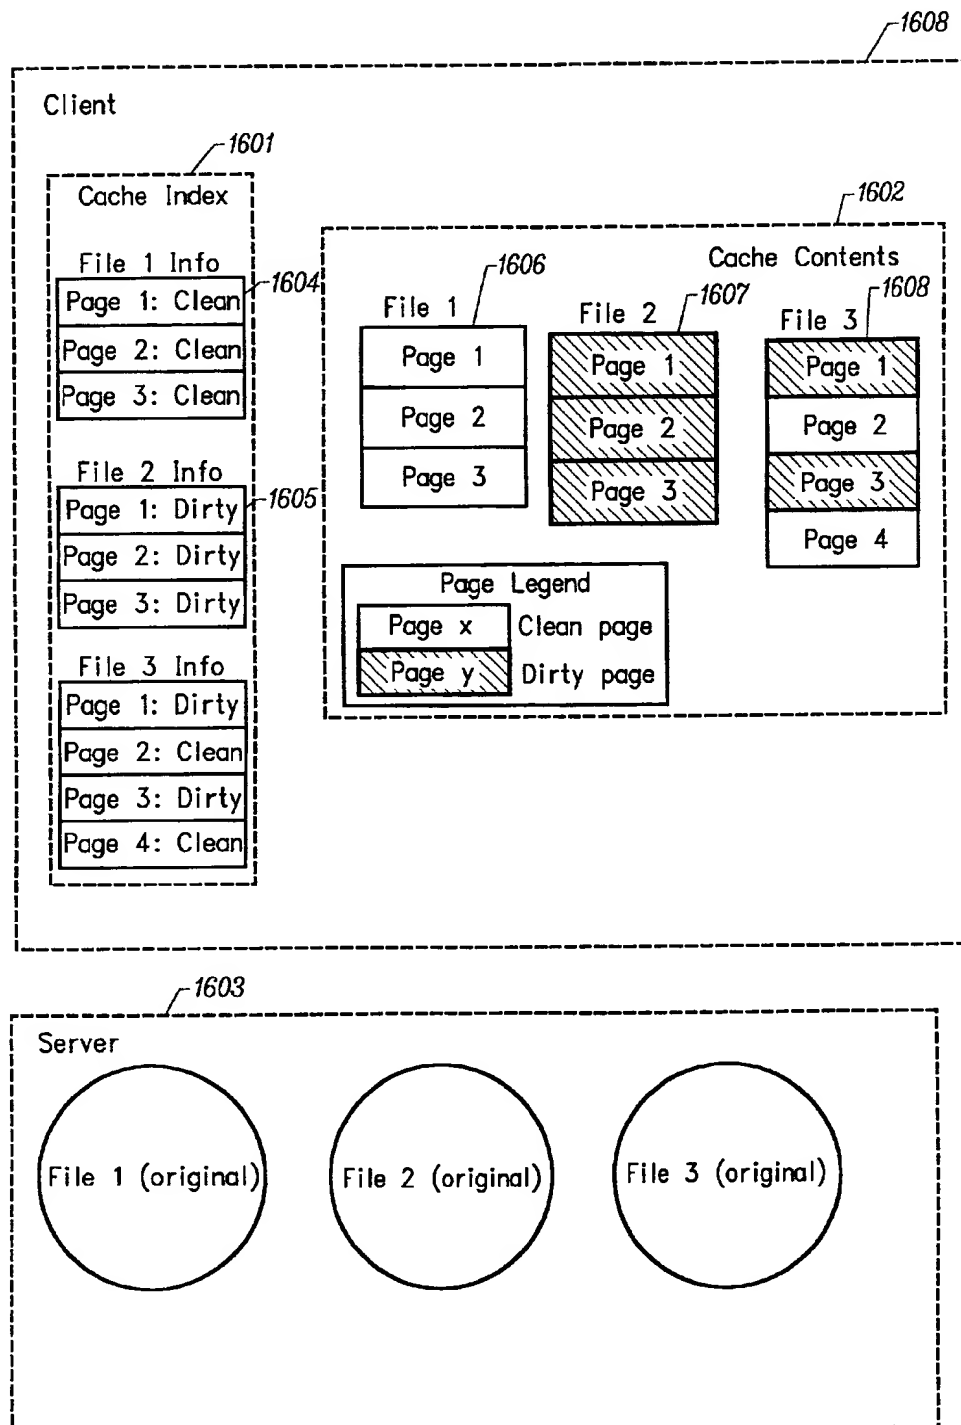 1608
Client
1601
Cache Index
File 1 Info
1604
Page 1: Clean
Page 2: Clean
Page 3: Clean
File 2 Info
1605
Page 1: Dirty
Page 2: Dirty
Page 3: Dirty
File 3 Info
Page 1: Dirty
Page 2: Clean
Page 3: Dirty
Page 4: Clean
1602
Cache Contents
1606
File 1
Page 1
Page 2
Page 3
1607
File 2
Page 1
Page 2
Page 3
1608
File 3
Page 1
Page 2
Page 3
Page 4
Page Legend
Page x Clean page
Page y Dirty page
1603
Server
File 1 (original)
File 2 (original)
File 3 (original)